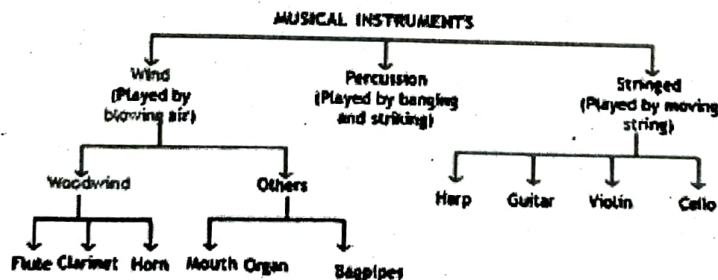 MUSICAL INSTRUMENTS
Wind
(Played by
blowing air)
Percussion
(Played by banging
and striking)
Stringed
(Played by moving
string)
Woodwind
Others
Harp
Guitar
Violin
Cello
Flute
Clarinet
Horn
Mouth Organ
Bagpipes